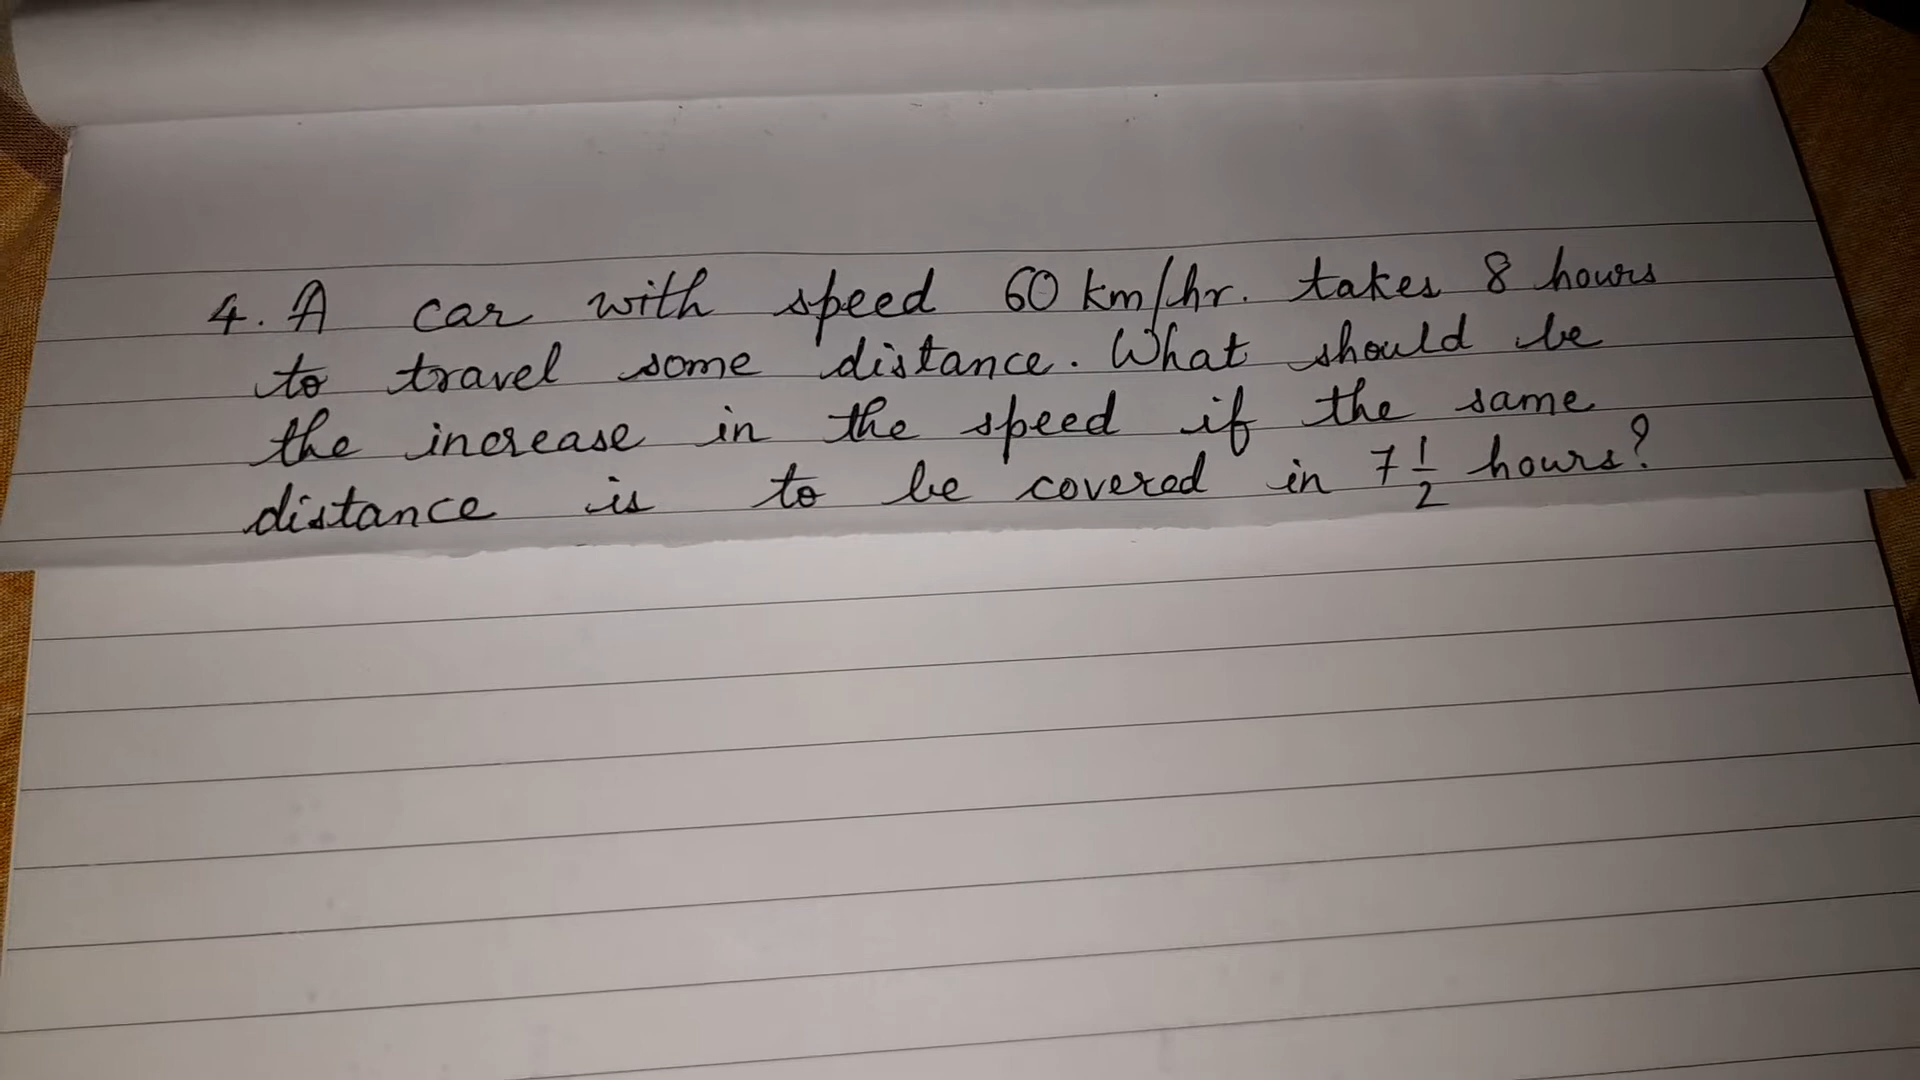 4. A car with speed 60 km/hr. takes 8 hours
to travel some distance. What should be
the increase in the speed if the same
distance is to be covered in 7 1/2 hours?